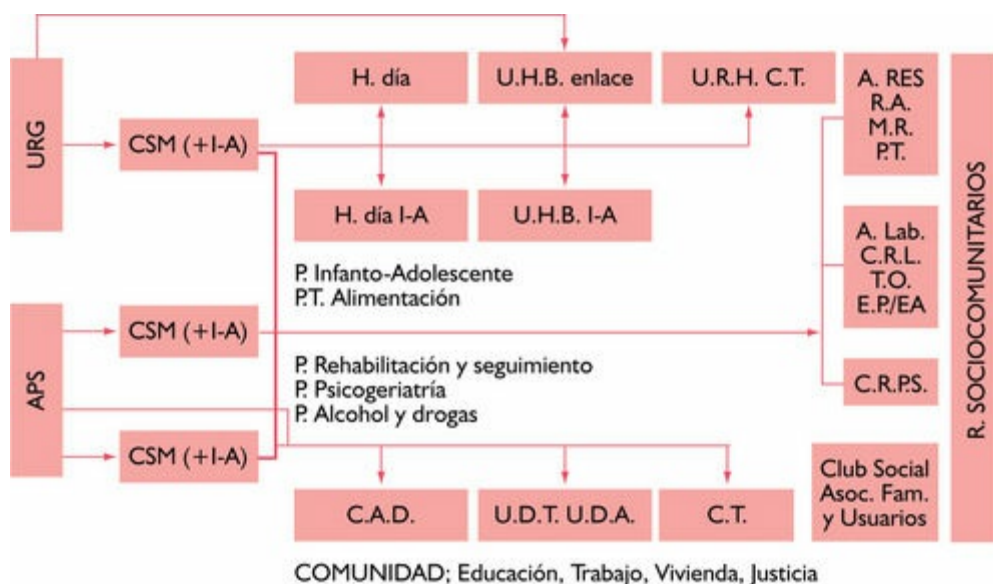 URG
CSM (+I-A)
H. día
U.H.B. enlace
U.R.H. C.T.
A. RES
R.A.
M.R.
P.T.
H. día I-A
U.H.B. I-A
A. Lab.
C.R.L.
T.O.
E.P./EA
P. Infanto-Adolescente
P.T. Alimentación
APS
CSM (+I-A)
P. Rehabilitación y seguimiento
P. Psicogeriatría
P. Alcohol y drogas
C.R.P.S.
CSM (+I-A)
C.A.D.
U.D.T. U.D.A.
C.T.
Club Social
Asoc. Fam.
y Usuarios
R. SOCIOCOMUNITARIOS
COMUNIDAD; Educación, Trabajo, Vivienda, Justicia